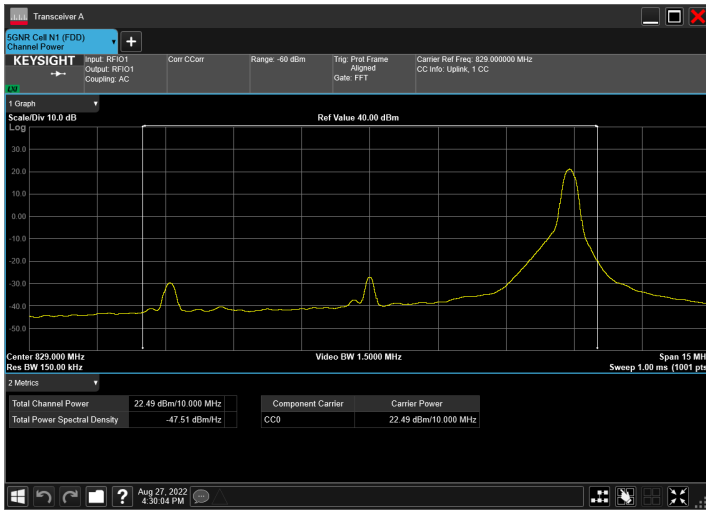 Transceiver A
5GNR Cell N1 (FDD)
Channel Power
KEYSIGHT
LXI
Input: RFIO1
Output: RFIO1
Coupling: AC
Corr CCorr
Range: -60 dBm
Trig: Prot Frame
Aligned
Gate: FFT
Carrier Ref Freq: 829.000000 MHz
CC Info: Uplink, 1 CC
1 Graph
Scale/Div 10.0 dB
Ref Value 40.00 dBm
Log
30.0
20.0
10.0
0.00
-10.0
-20.0
-30.0
-40.0
-50.0
Center 829.000 MHz
Video BW 1.5000 MHz
Span 15 MH
Res BW 150.00 kHz
Sweep 1.00 ms (1001 pts
2 Metrics
Total Channel Power 22.49 dBm/10.000 MHz
Total Power Spectral Density -47.51 dBm/Hz
Component Carrier Carrier Power
CC0 22.49 dBm/10.000 MHz
?
Aug 27, 2022
4:30:04 PM